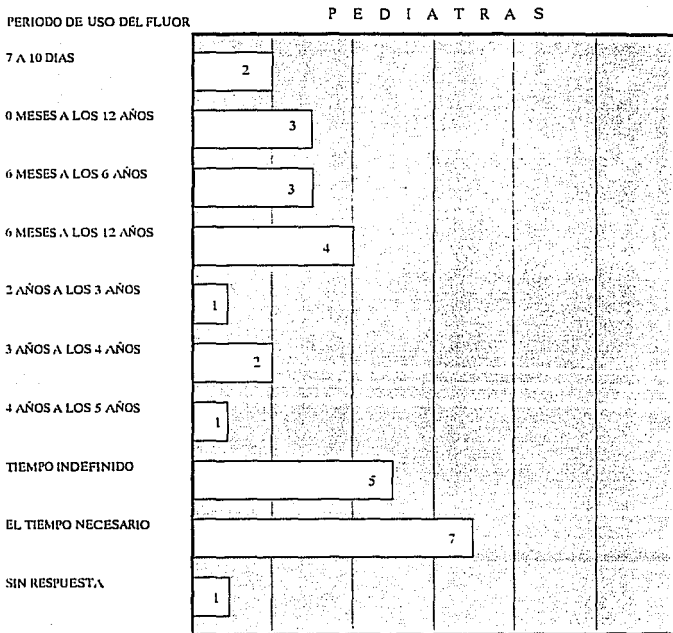 P E D I A T R A S
PERIODO DE USO DEL FLUOR
7 A 10 DIAS
2
0 MESES A LOS 12 AÑOS
3
6 MESES A LOS 6 AÑOS
3
6 MESES A LOS 12 AÑOS
4
2 AÑOS A LOS 3 AÑOS
1
3 AÑOS A LOS 4 AÑOS
2
4 AÑOS A LOS 5 AÑOS
1
TIEMPO INDEFINIDO
5
EL TIEMPO NECESARIO
7
SIN RESPUESTA
1